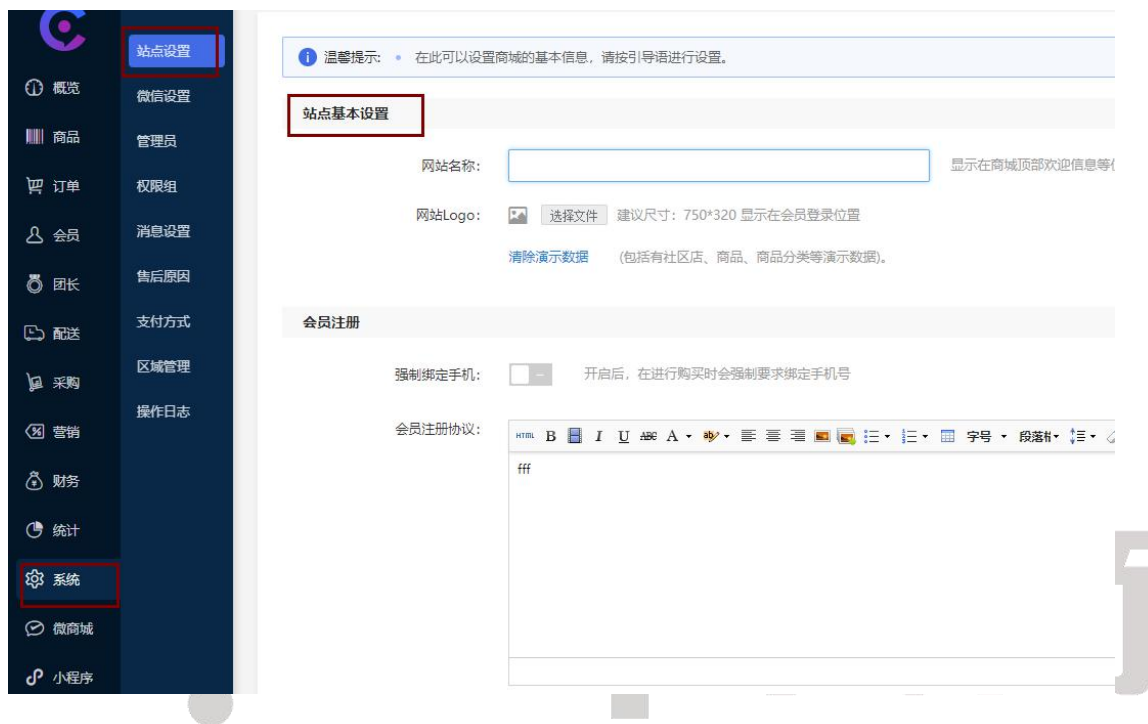 站点设置
微信设置
管理员
权限组
消息设置
售后原因
支付方式
区域管理
操作日志
概览
商品
订单
会员
团长
配送
采购
营销
财务
统计
系统
微商城
小程序
温馨提示: • 在此可以设置商城的基本信息，请按引导语进行设置。
站点基本设置
网站名称: 显示在商城顶部欢迎信息等
网站Logo: 选择文件 建议尺寸：750*320 显示在会员登录位置
清除演示数据 (包括有社区店、商品、商品分类等演示数据)。
会员注册
强制绑定手机: 开启后，在进行购买时会强制要求绑定手机号
会员注册协议:
HTML B I U ABC A ab 字号 段落
fff